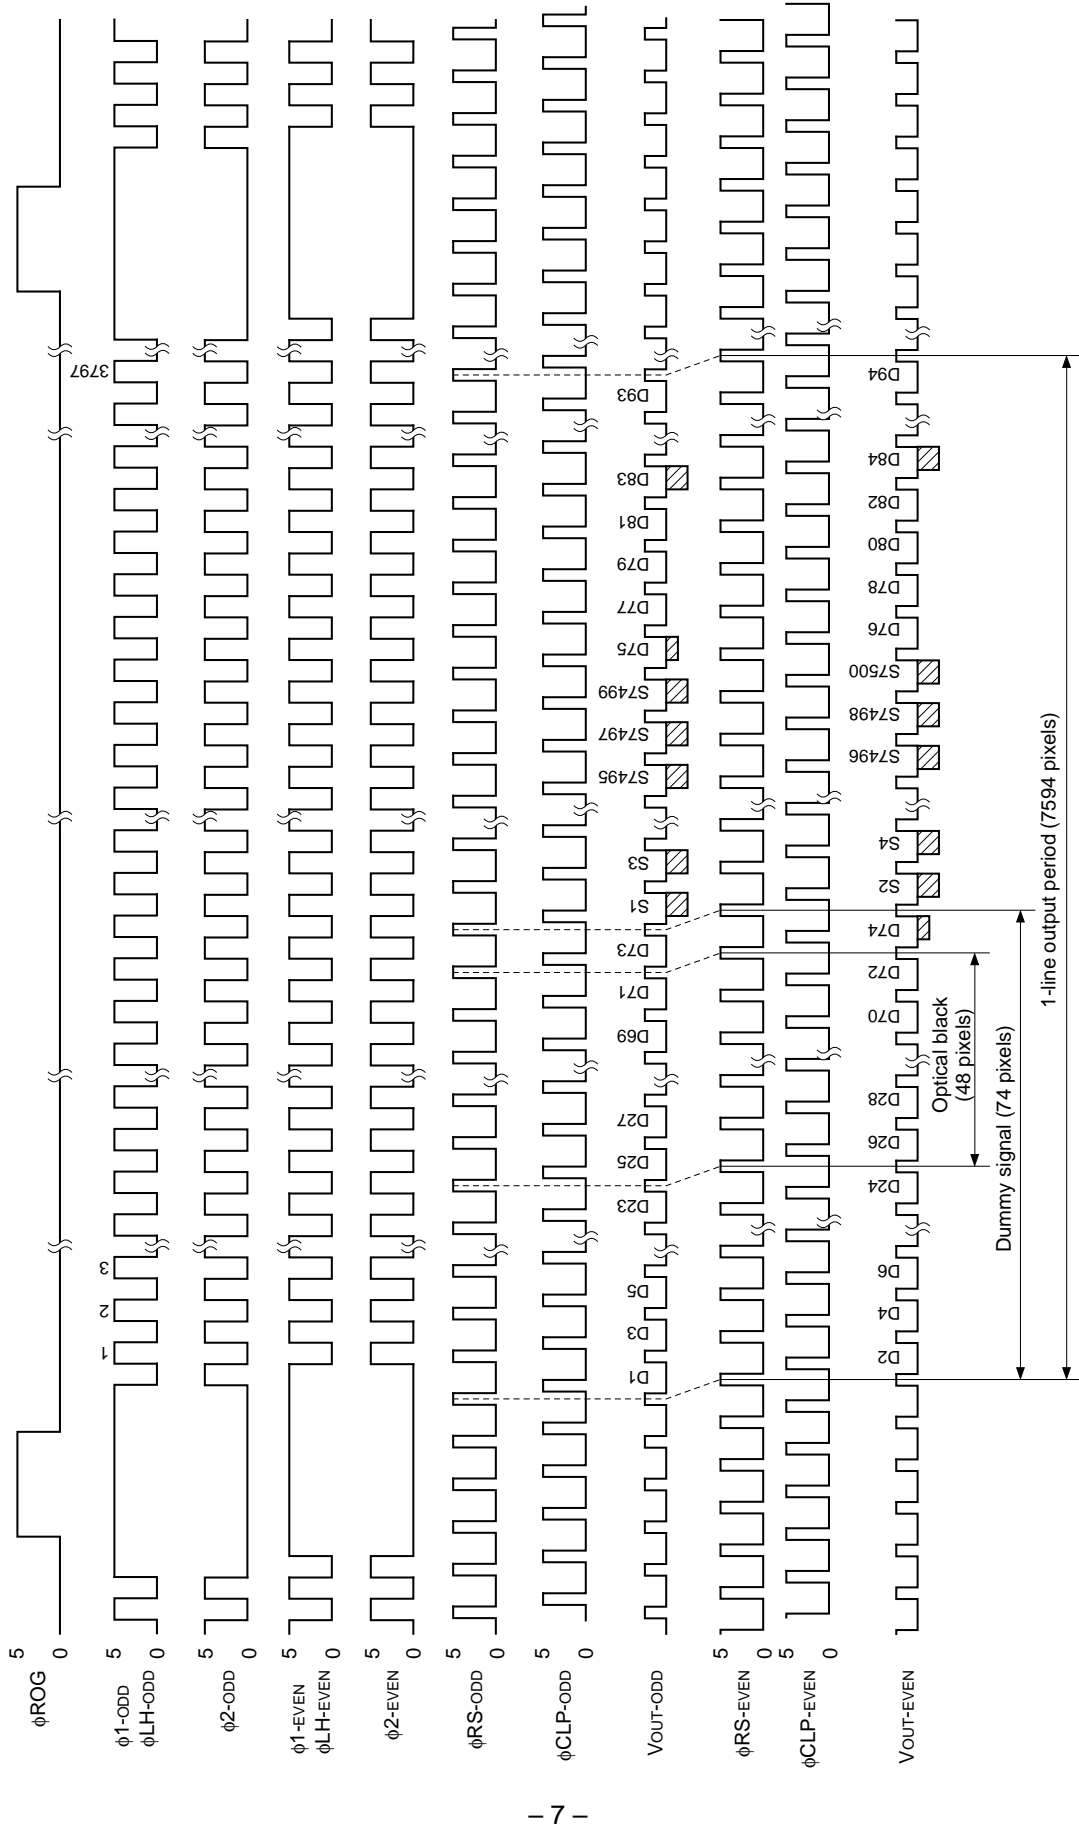 φROG
5
0
φ1-ODD
φLH-ODD
5
0
1
2
3
3797
φ2-ODD
5
0
φ1-EVEN
φLH-EVEN
5
0
φ2-EVEN
5
0
φRS-ODD
5
0
φCLP-ODD
5
0
VOUT-ODD
D1
D3
D5
D23
D25
D27
D69
D71
D73
S1
S3
S7495
S7497
S7499
D75
D77
D79
D81
D83
D93
φRS-EVEN
5
0
φCLP-EVEN
5
0
VOUT-EVEN
D2
D4
D6
D24
D26
D28
D70
D72
D74
S2
S4
S7496
S7498
S7500
D76
D78
D80
D82
D84
D94
Optical black
(48 pixels)
Dummy signal (74 pixels)
1-line output period (7594 pixels)
– 7 –